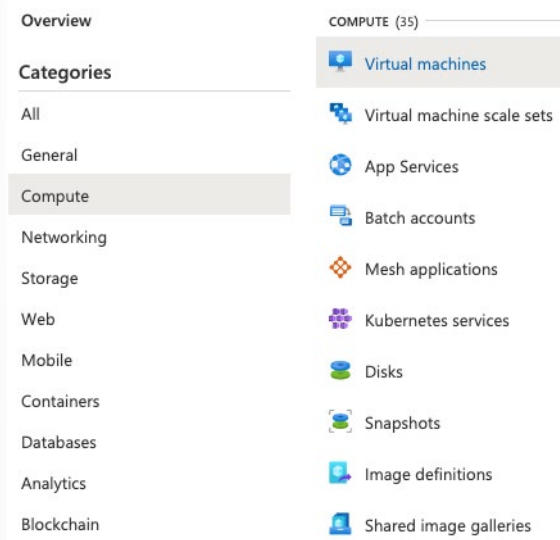 Overview
Categories
All
General
Compute
Networking
Storage
Web
Mobile
Containers
Databases
Analytics
Blockchain
COMPUTE (35)
Virtual machines
Virtual machine scale sets
App Services
Batch accounts
Mesh applications
Kubernetes services
Disks
Snapshots
Image definitions
Shared image galleries